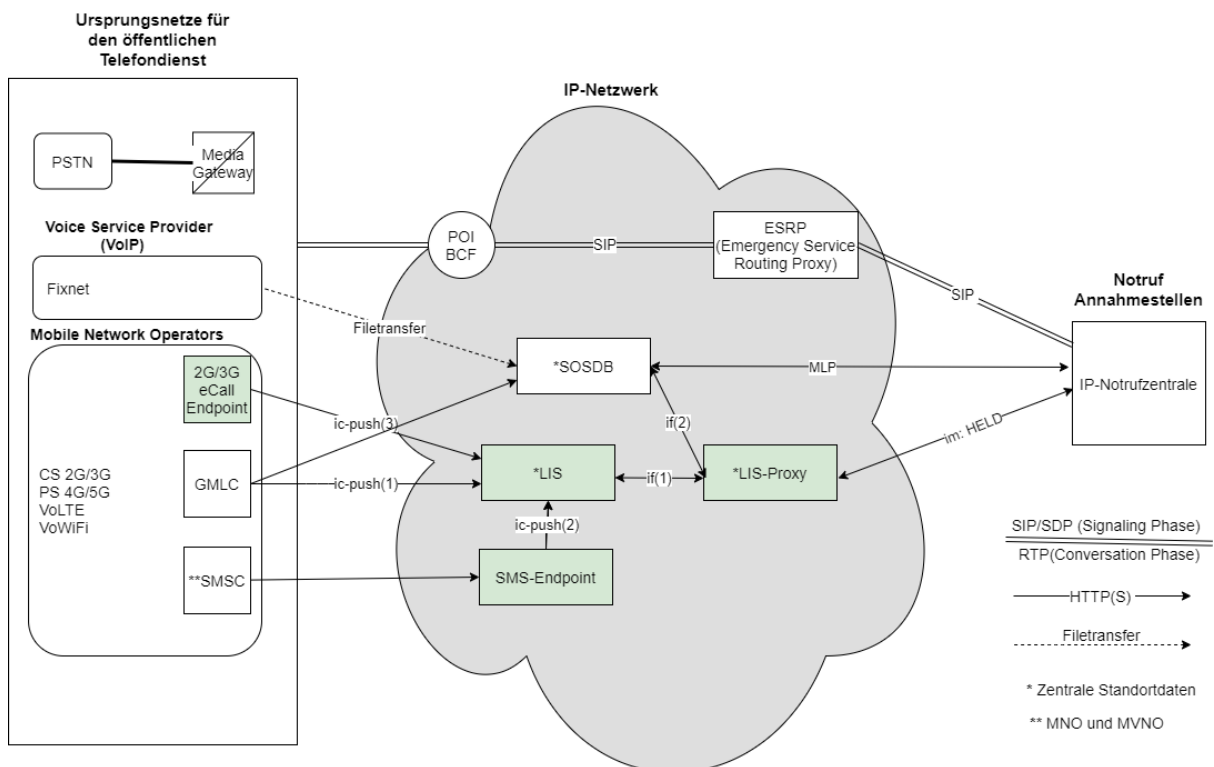 Ursprungsnetze für
den öffentlichen
Telefondienst
IP-Netzwerk
PSTN
Media
Gateway
Voice Service Provider
(VoIP)
Fixnet
Mobile Network Operators
2G/3G
eCall
Endpoint
CS 2G/3G
PS 4G/5G
VoLTE
VoWiFi
GMLC
**SMSC
POI
BCF
SIP
ESRP
(Emergency Service
Routing Proxy)
SIP
Filetransfer
*SOSDB
MLP
ic-push(3)
if(2)
im: HELD
ic-push(1)
*LIS
if(1)
*LIS-Proxy
ic-push(2)
SMS-Endpoint
Notruf
Annahmestellen
IP-Notrufzentrale
SIP/SDP (Signaling Phase)
RTP(Conversation Phase)
HTTP(S)
Filetransfer
* Zentrale Standortdaten
** MNO und MVNO